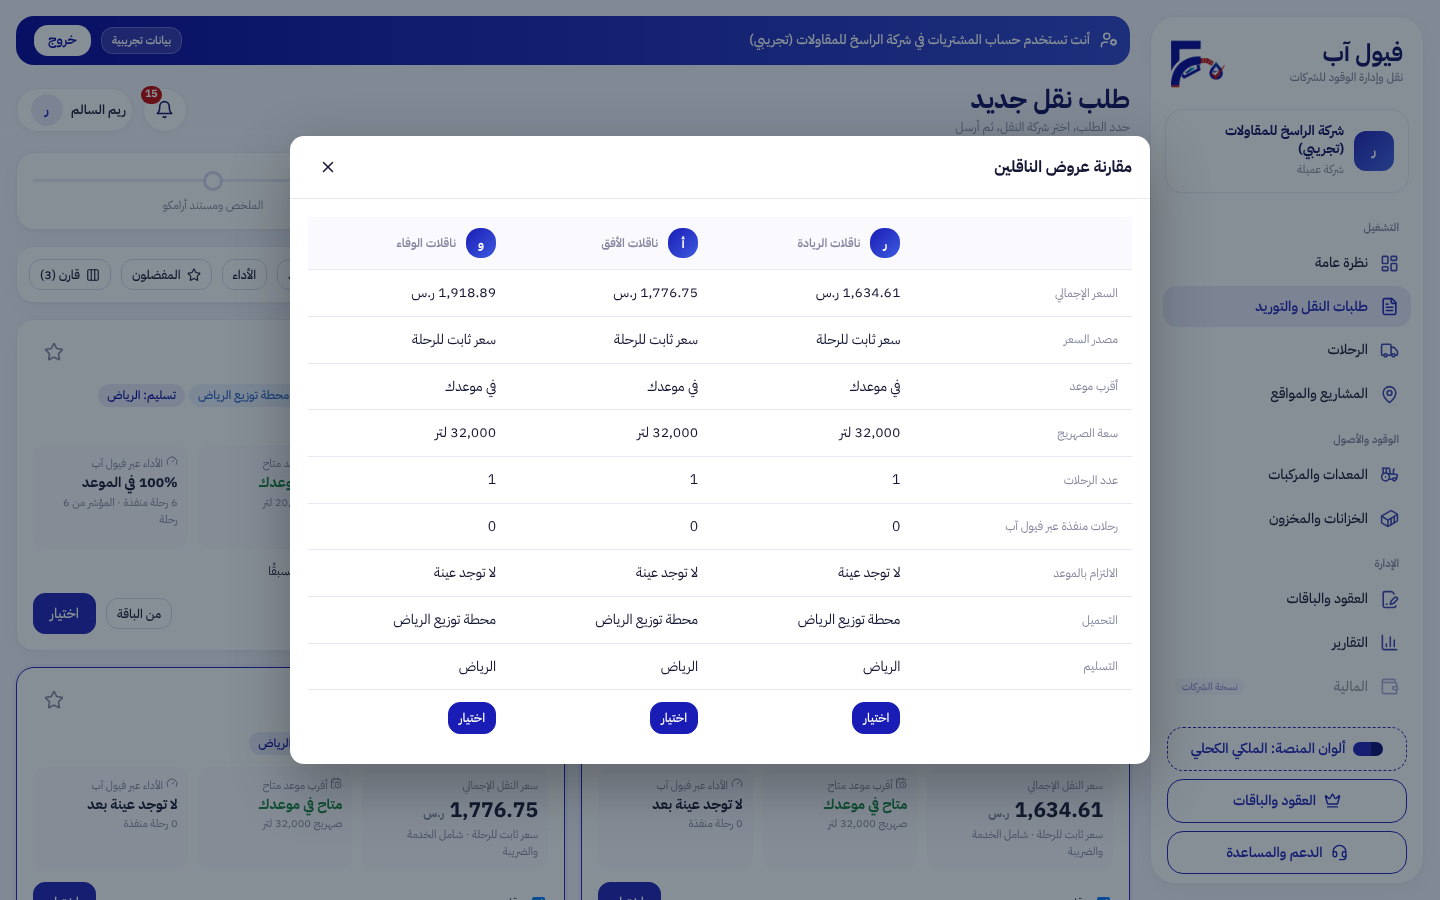 أنت تستخدم حساب المشتريات في شركة الراسخ للمقاولات (تجريبي)
بيانات تجريبية
خروج
فيول آب
نقل وإدارة الوقود للشركات
ر
شركة الراسخ للمقاولات (تجريبي)
شركة عميلة
التشغيل
نظرة عامة
طلبات النقل والتوريد
الرحلات
المشاريع والمواقع
الوقود والأصول
المعدات والمركبات
الخزانات والمخزون
الإدارة
العقود والباقات
التقارير
المالية
نسخة الشركات
ألوان المنصة: الملكي الكحلي
العقود والباقات
الدعم والمساعدة
طلب نقل جديد
حدد الطلب، اختر شركة النقل، ثم أرسل
15
ريم السالم
ر
الملخص ومستند أرامكو
الأداء
المفضلون
قارن (3)
مقارنة عروض الناقلين
ر ناقلات الريادة
أ ناقلات الأفق
و ناقلات الوفاء
السعر الإجمالي 1,634.61 ر.س 1,776.75 ر.س 1,918.89 ر.س
مصدر السعر سعر ثابت للرحلة سعر ثابت للرحلة سعر ثابت للرحلة
أقرب موعد في موعدك في موعدك في موعدك
سعة الصهريج 32,000 لتر 32,000 لتر 32,000 لتر
عدد الرحلات 1 1 1
رحلات منفذة عبر فيول آب 0 0 0
الالتزام بالموعد لا توجد عينة لا توجد عينة لا توجد عينة
التحميل محطة توزيع الرياض محطة توزيع الرياض محطة توزيع الرياض
التسليم الرياض الرياض الرياض
اختيار اختيار اختيار
محطة توزيع الرياض
تسليم: الرياض
الأداء عبر فيول آب
100% في الموعد
6 رحلة منفذة · المؤشر من 6 رحلة
من الباقة
اختيار
سعر النقل الإجمالي
1,634.61 ر.س
سعر ثابت للرحلة · شامل الخدمة والضريبة
أقرب موعد متاح
متاح في موعدك
صهريج 32,000 لتر
الأداء عبر فيول آب
لا توجد عينة بعد
0 رحلة منفذة
سعر النقل الإجمالي
1,776.75 ر.س
سعر ثابت للرحلة · شامل الخدمة والضريبة
أقرب موعد متاح
متاح في موعدك
صهريج 32,000 لتر
الأداء عبر فيول آب
لا توجد عينة بعد
0 رحلة منفذة